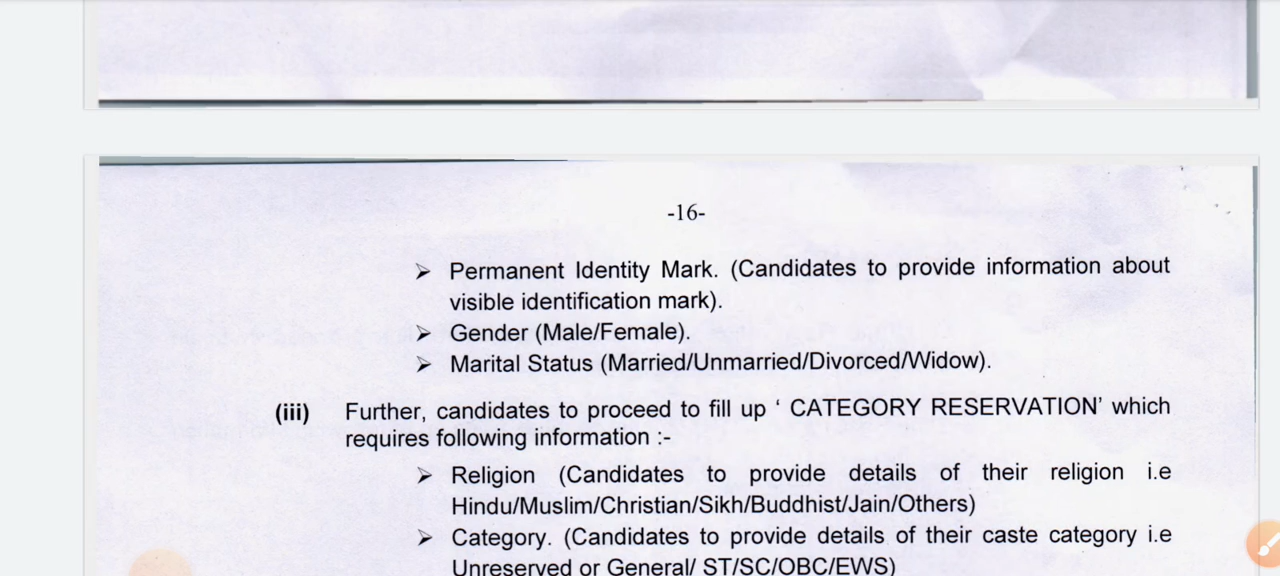 -16-
➢ Permanent Identity Mark. (Candidates to provide information about
visible identification mark).
➢ Gender (Male/Female).
➢ Marital Status (Married/Unmarried/Divorced/Widow).
(iii) Further, candidates to proceed to fill up ‘ CATEGORY RESERVATION’ which
requires following information :-
➢ Religion (Candidates to provide details of their religion i.e
Hindu/Muslim/Christian/Sikh/Buddhist/Jain/Others)
➢ Category. (Candidates to provide details of their caste category i.e
Unreserved or General/ ST/SC/OBC/EWS)